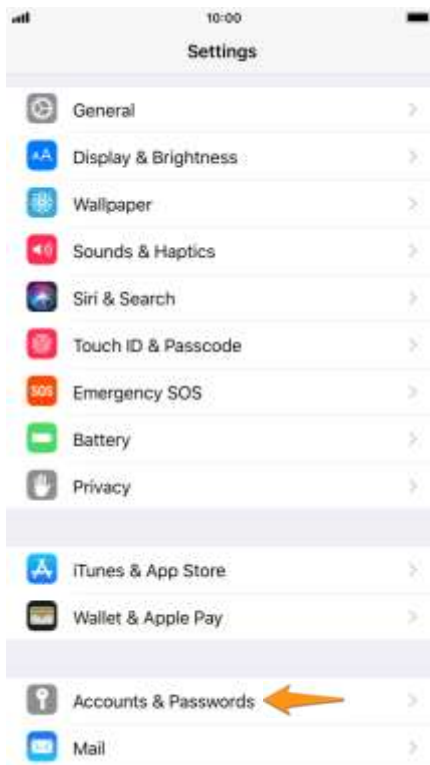 10:00
Settings
General
AA Display & Brightness
Wallpaper
Sounds & Haptics
Siri & Search
Touch ID & Passcode
SOS Emergency SOS
Battery
Privacy
iTunes & App Store
Wallet & Apple Pay
Accounts & Passwords
Mail